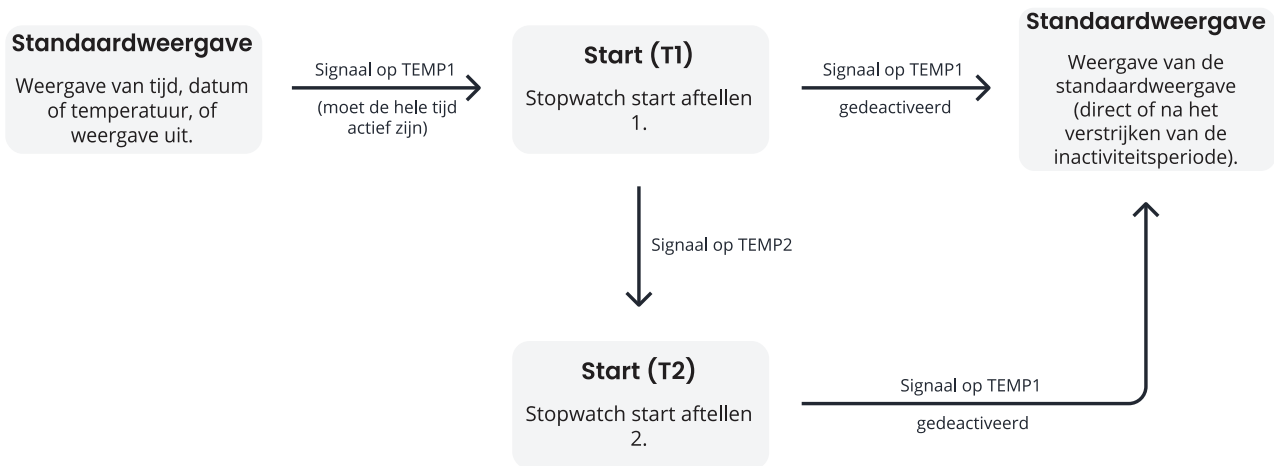 Standaardweergave
Weergave van tijd, datum
of temperatuur, of
weergave uit.
Signaal op TEMP1
(moet de hele tijd
actief zijn)
Start (T1)
Stopwatch start aftellen
1.
Signaal op TEMP1
gedeactiveerd
Standaardweergave
Weergave van de
standaardweergave
(direct of na het
verstrijken van de
inactiviteitsperiode).
Signaal op TEMP2
Start (T2)
Stopwatch start aftellen
2.
Signaal op TEMP1
gedeactiveerd